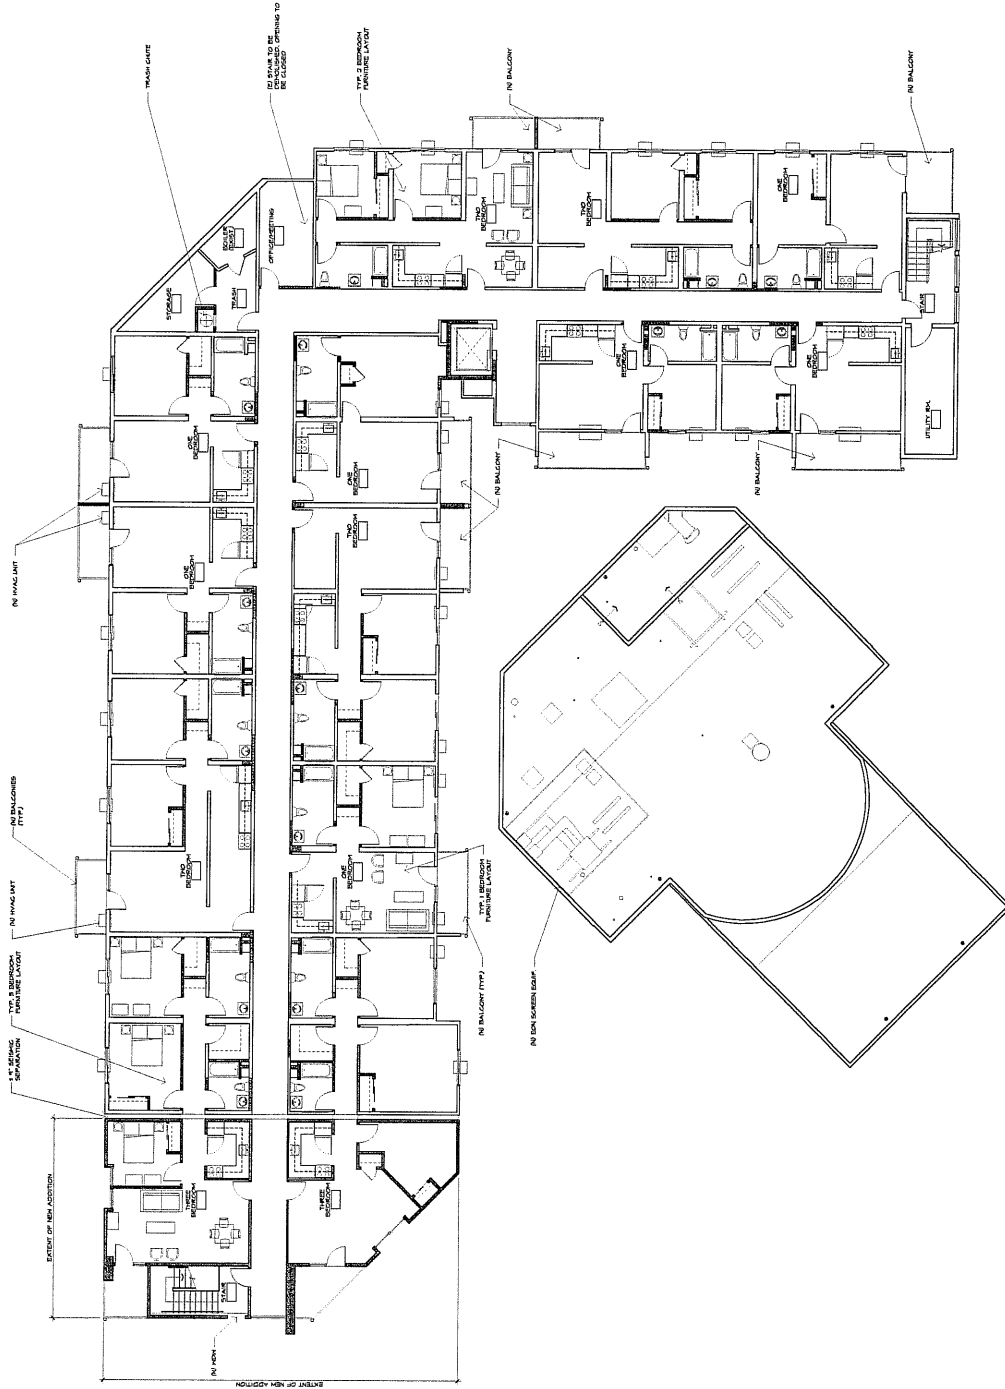 TRASH CHUTE
(E) STAIR TO BE
DEMOLISHED. OPENING TO
BE CLOSED
TYP. 2 BEDROOM
FURNITURE LAYOUT
(N) BALCONY
(N) BALCONY
STORAGE
BOILER
(EXIST.)
TRASH
OFFICE/MEETING
TWO
BEDROOM
TWO
BEDROOM
ONE
BEDROOM
STAIR
ONE
BEDROOM
ONE
BEDROOM
UTILITY RM.
(N) BALCONY
(N) BALCONY
(N) HVAC UNIT
ONE
BEDROOM
ONE
BEDROOM
ONE
BEDROOM
TWO
BEDROOM
(N) BALCONIES
(TYP.)
(N) HVAC UNIT
TWO
BEDROOM
ONE
BEDROOM
TYP. 1 BEDROOM
FURNITURE LAYOUT
(N) BALCONY (TYP.)
TYP. 3 BEDROOM
FURNITURE LAYOUT
SEISMIC
SEPARATION
EXTENT OF NEW ADDITION
THREE
BEDROOM
THREE
BEDROOM
STAIR
(N) WDW
EXTENT OF NEW ADDITION
SCREEN EQUIP.